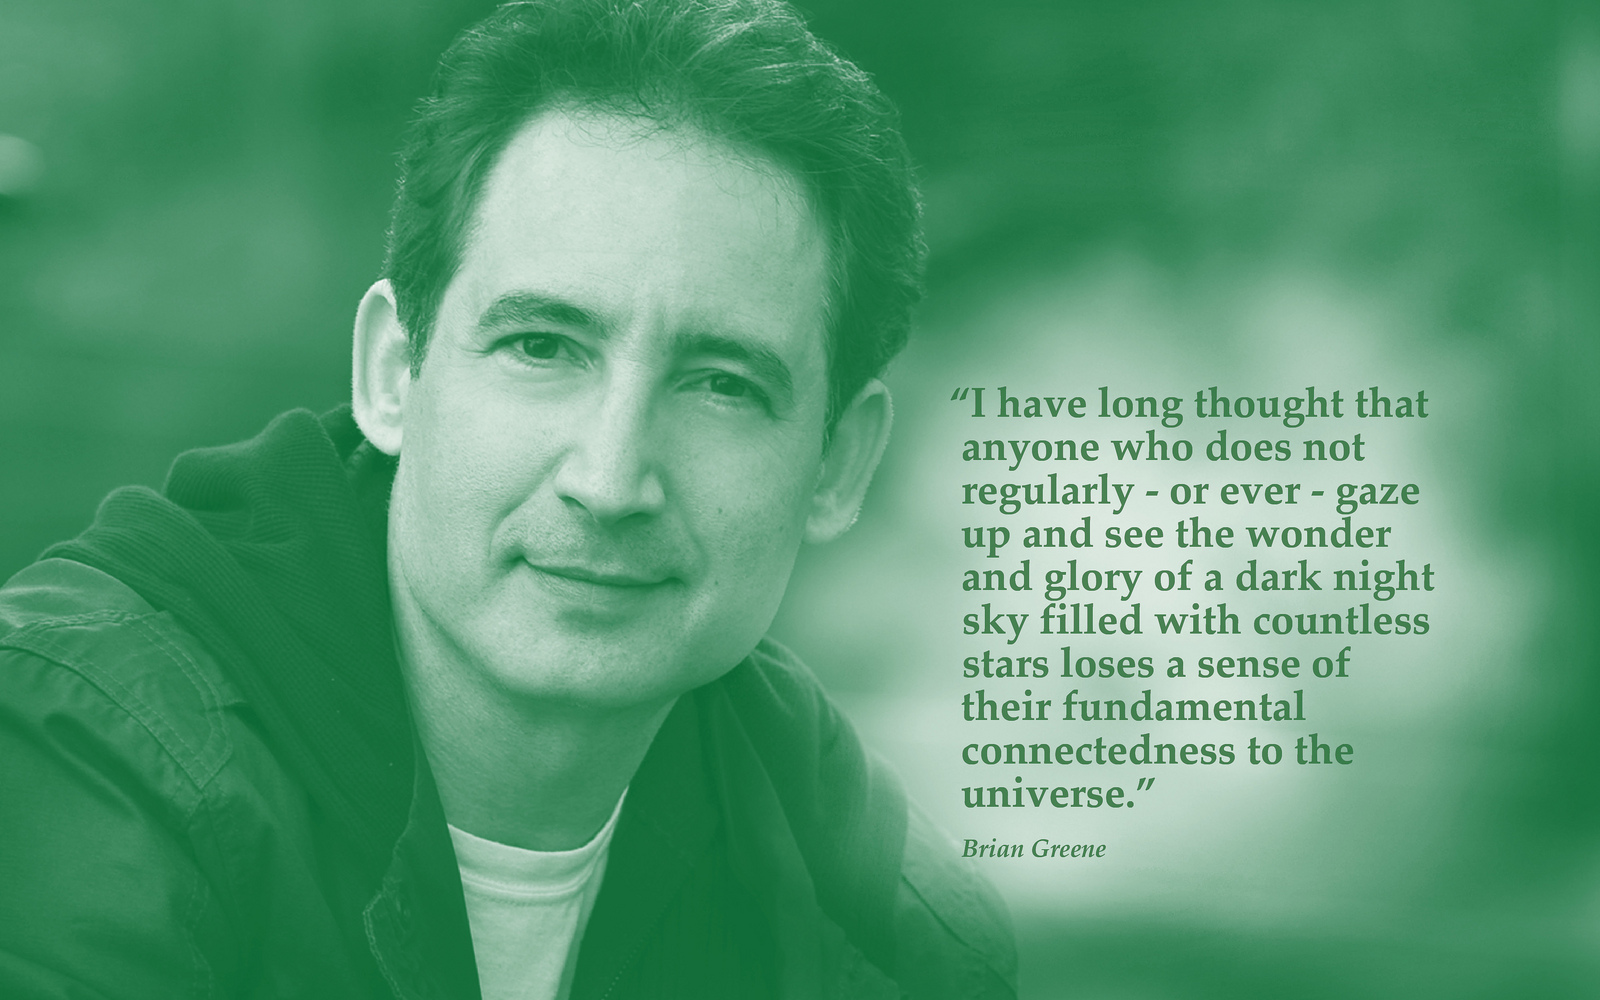 “I have long thought that
anyone who does not
regularly - or ever - gaze
up and see the wonder
and glory of a dark night
sky filled with countless
stars loses a sense of
their fundamental
connectedness to the
universe.”
Brian Greene